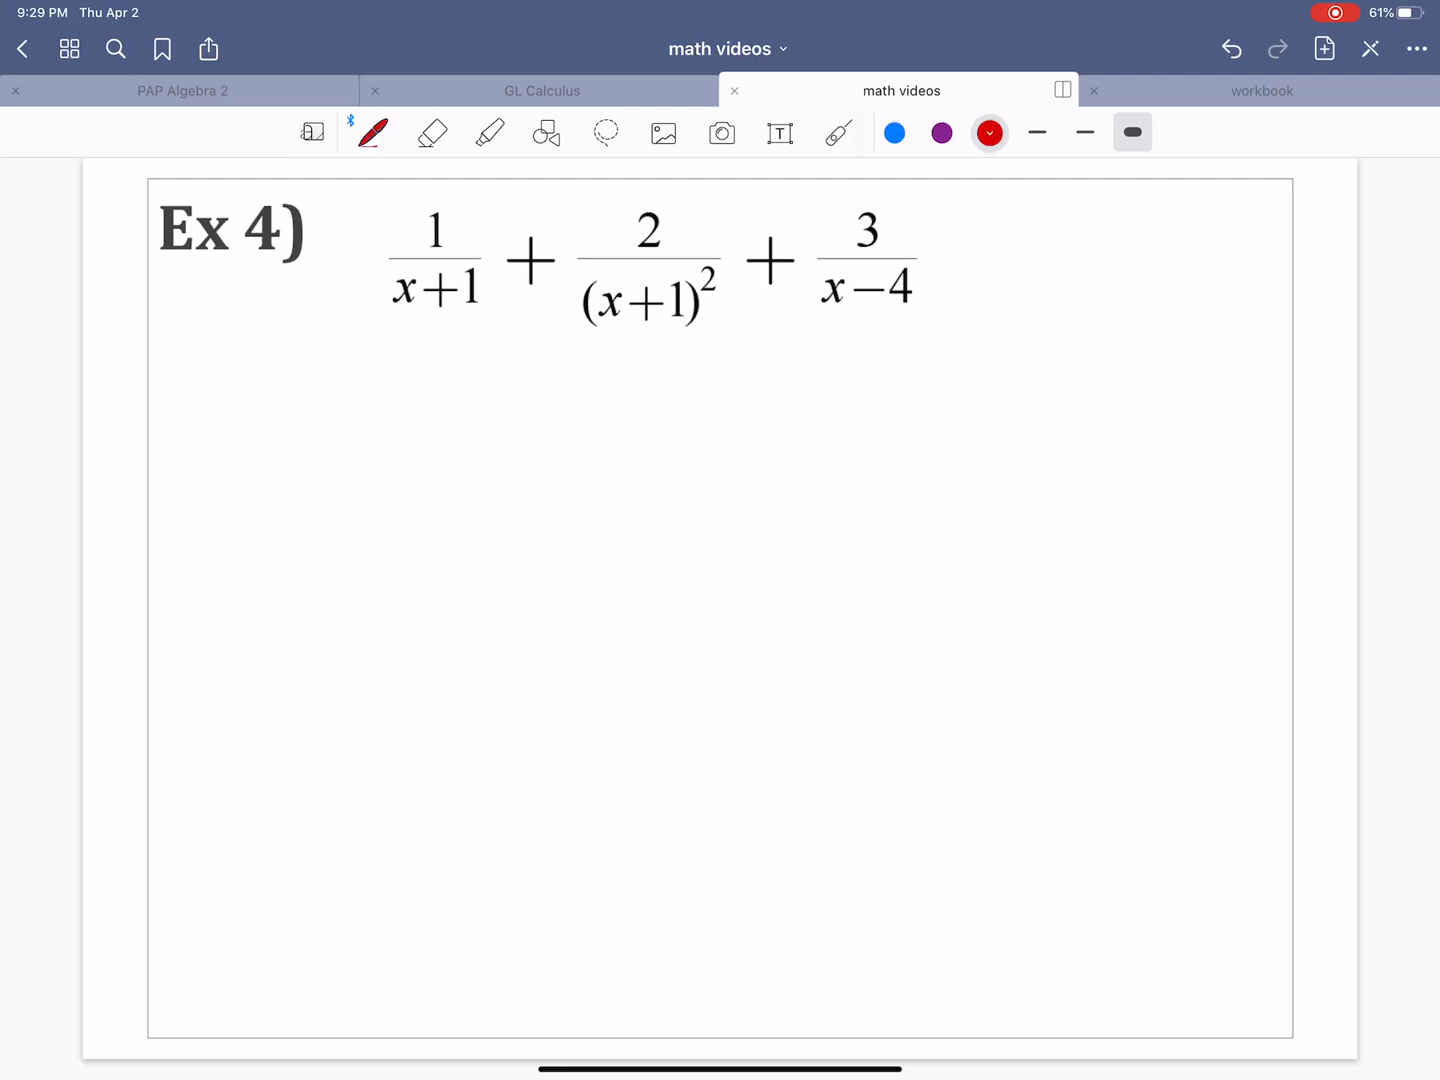 9:29 PM Thu Apr 2 61%
math videos
PAP Algebra 2 GL Calculus math videos workbook
T
Ex 4) 1/(x+1) + 2/(x+1)² + 3/(x−4)